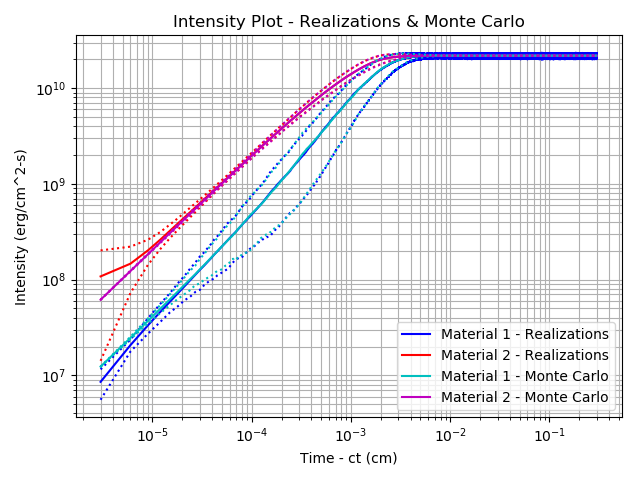 Intensity Plot - Realizations & Monte Carlo
Intensity (erg/cm^2-s)
10^10
10^9
10^8
10^7
Material 1 - Realizations
Material 2 - Realizations
Material 1 - Monte Carlo
Material 2 - Monte Carlo
10^-5 10^-4 10^-3 10^-2 10^-1
Time - ct (cm)